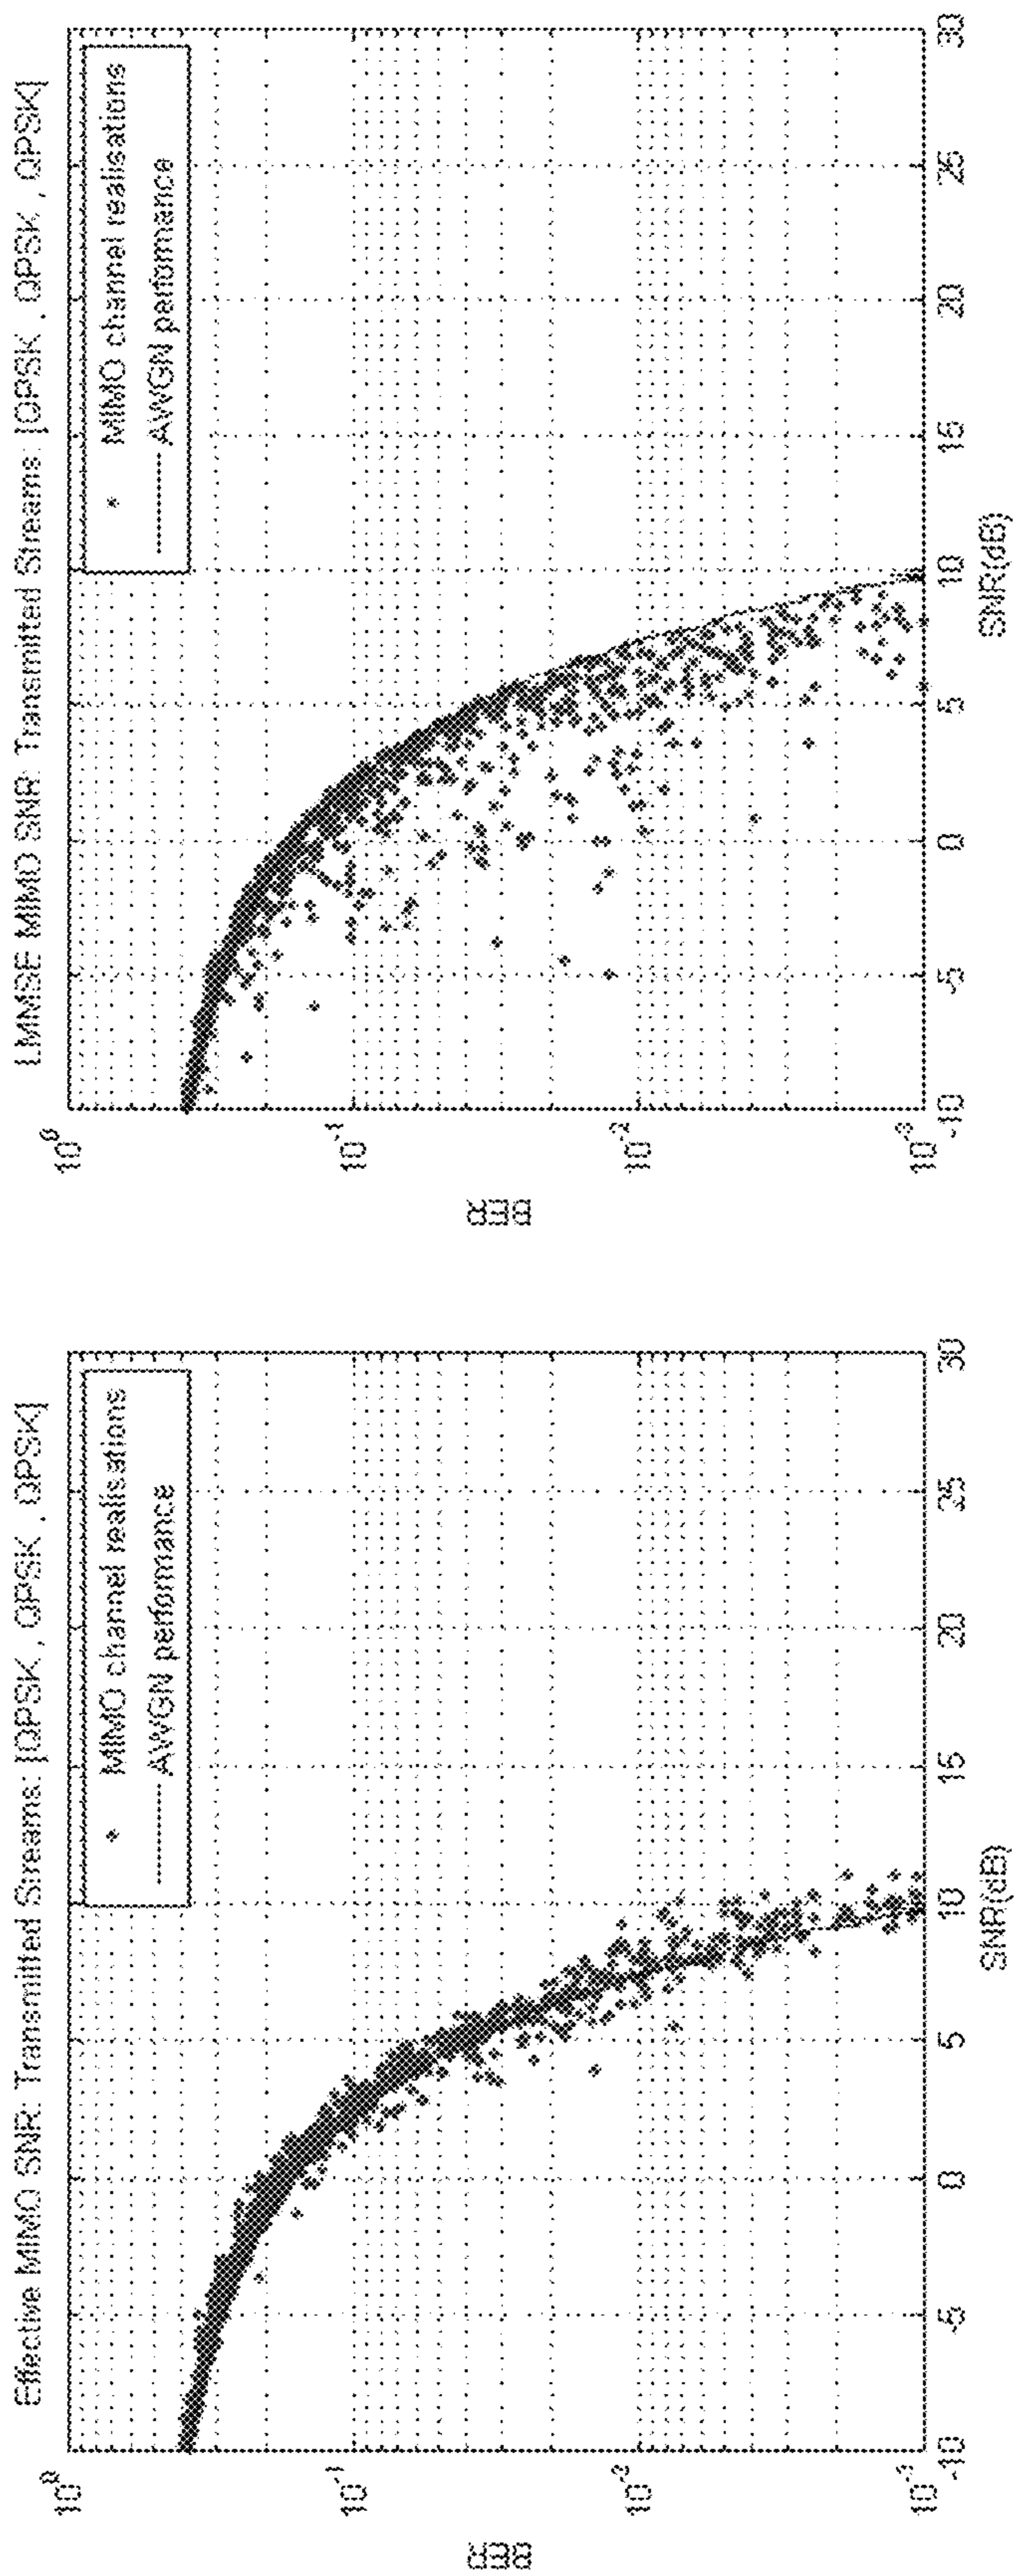 Effective MIMO SNR: Transmitted Streams: [QPSK, QPSK, QPSK]
MIMO channel realisations
AWGN performance
BER
10^0
10^-1
10^-2
10^-3
-10
-5
0
5
10
15
20
25
30
SNR(dB)
LMMSE MIMO SNR: Transmitted Streams: [QPSK, QPSK, QPSK]
MIMO channel realisations
AWGN performance
BER
10^0
10^-1
10^-2
10^-3
-10
-5
0
5
10
15
20
25
30
SNR(dB)